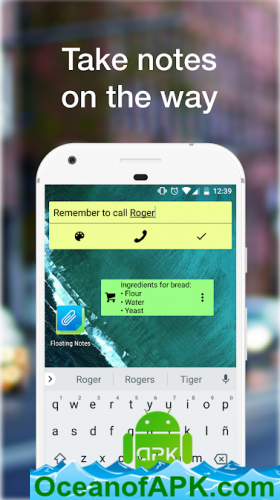 Take notes
on the way
12:39
Remember to call Roger
Ingredients for bread:
• Flour
• Water
• Yeast
Floating Notes
Roger Rogers Tiger
q w e r t y u i o p
a s d f g h j k l ñ
z x c v b n m
APK
OceanofAPK.com